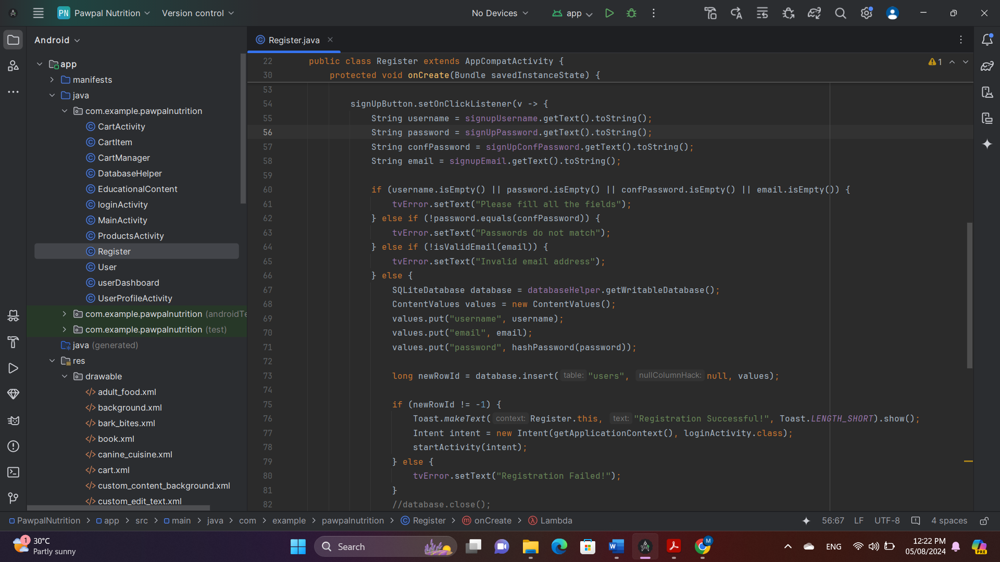 PN Pawpal Nutrition Version control No Devices app
Android
app
manifests
java
com.example.pawpalnutrition
CartActivity
CartItem
CartManager
DatabaseHelper
EducationalContent
loginActivity
MainActivity
ProductsActivity
Register
User
userDashboard
UserProfileActivity
com.example.pawpalnutrition (androidTe
com.example.pawpalnutrition (test)
java (generated)
res
drawable
adult_food.xml
background.xml
bark_bites.xml
book.xml
canine_cuisine.xml
cart.xml
custom_content_background.xml
custom_edit_text.xml
Register.java
1
22 public class Register extends AppCompatActivity {
30 protected void onCreate(Bundle savedInstanceState) {
53
54 signUpButton.setOnClickListener(v -> {
55 String username = signupUsername.getText().toString();
56 String password = signUpPassword.getText().toString();
57 String confPassword = signUpConfPassword.getText().toString();
58 String email = signupEmail.getText().toString();
59
60 if (username.isEmpty() || password.isEmpty() || confPassword.isEmpty() || email.isEmpty()) {
61 tvError.setText("Please fill all the fields");
62 } else if (!password.equals(confPassword)) {
63 tvError.setText("Passwords do not match");
64 } else if (!isValidEmail(email)) {
65 tvError.setText("Invalid email address");
66 } else {
67 SQLiteDatabase database = databaseHelper.getWritableDatabase();
68 ContentValues values = new ContentValues();
69 values.put("username", username);
70 values.put("email", email);
71 values.put("password", hashPassword(password));
72
73 long newRowId = database.insert( table: "users", nullColumnHack: null, values);
74
75 if (newRowId != -1) {
76 Toast.makeText( context: Register.this, text: "Registration Successful!", Toast.LENGTH_SHORT).show();
77 Intent intent = new Intent(getApplicationContext(), loginActivity.class);
78 startActivity(intent);
79 } else {
80 tvError.setText("Registration Failed!");
81 }
82 //database.close();
PawpalNutrition > app > src > main > java > com > example > pawpalnutrition > Register > onCreate > Lambda
56:67 LF UTF-8 4 spaces
1 30°C
Partly sunny
Search
W
M
ENG
12:22 PM
05/08/2024
PRE